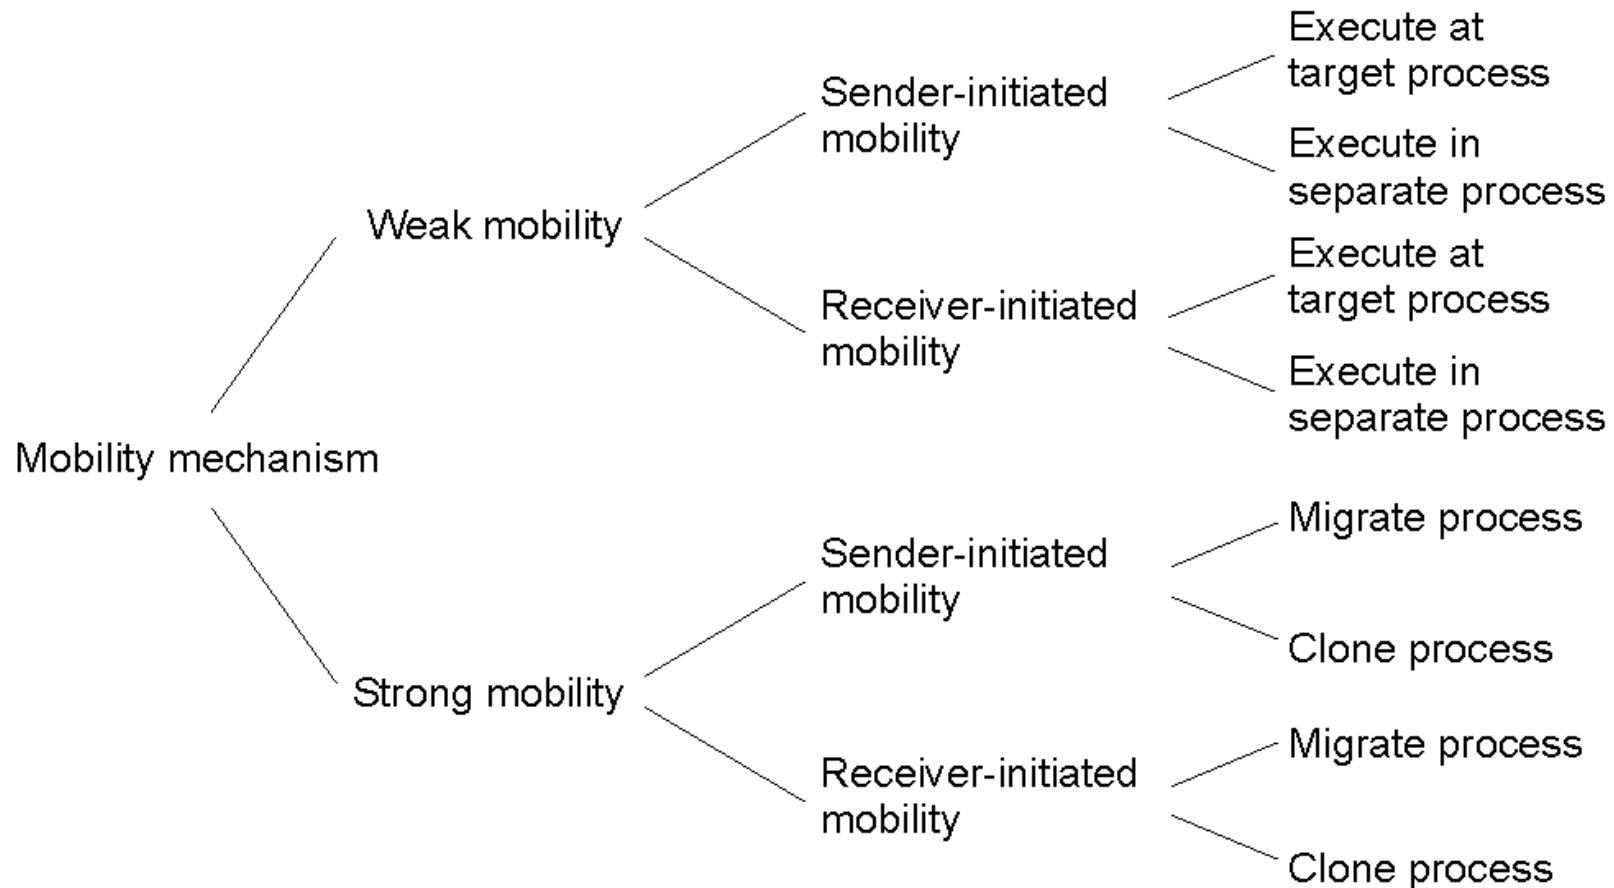 Execute at
target process
Sender-initiated
mobility
Execute in
separate process
Weak mobility
Execute at
target process
Receiver-initiated
mobility
Execute in
separate process
Mobility mechanism
Migrate process
Sender-initiated
mobility
Clone process
Strong mobility
Migrate process
Receiver-initiated
mobility
Clone process